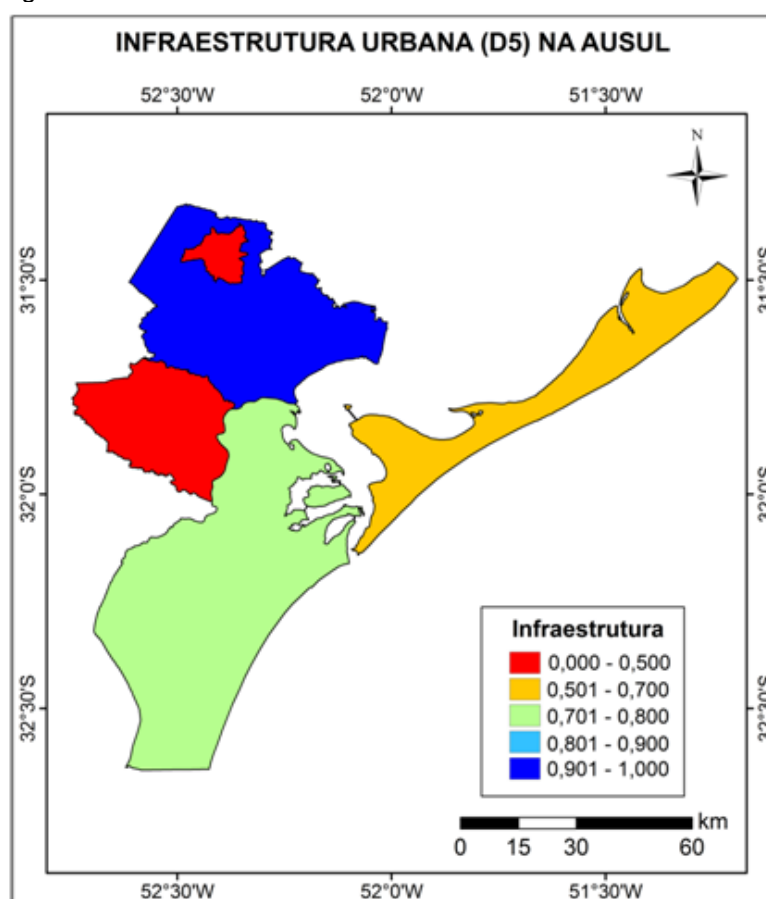 INFRAESTRUTURA URBANA (D5) NA AUSUL
52°30'W 52°0'W 51°30'W
N
31°30'S 31°30'S
32°0'S 32°0'S
32°30'S 32°30'S
Infraestrutura
0,000 - 0,500
0,501 - 0,700
0,701 - 0,800
0,801 - 0,900
0,901 - 1,000
km
0 15 30 60
52°30'W 52°0'W 51°30'W